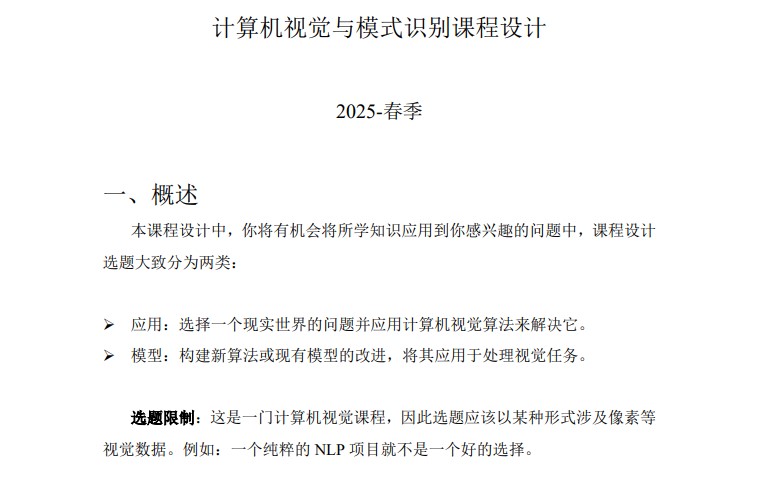 计算机视觉与模式识别课程设计
2025-春季
一、概述
本课程设计中，你将有机会将所学知识应用到你感兴趣的问题中，课程设计
选题大致分为两类：
➢ 应用：选择一个现实世界的问题并应用计算机视觉算法来解决它。
➢ 模型：构建新算法或现有模型的改进，将其应用于处理视觉任务。
选题限制：这是一门计算机视觉课程，因此选题应该以某种形式涉及像素等
视觉数据。例如：一个纯粹的 NLP 项目就不是一个好的选择。